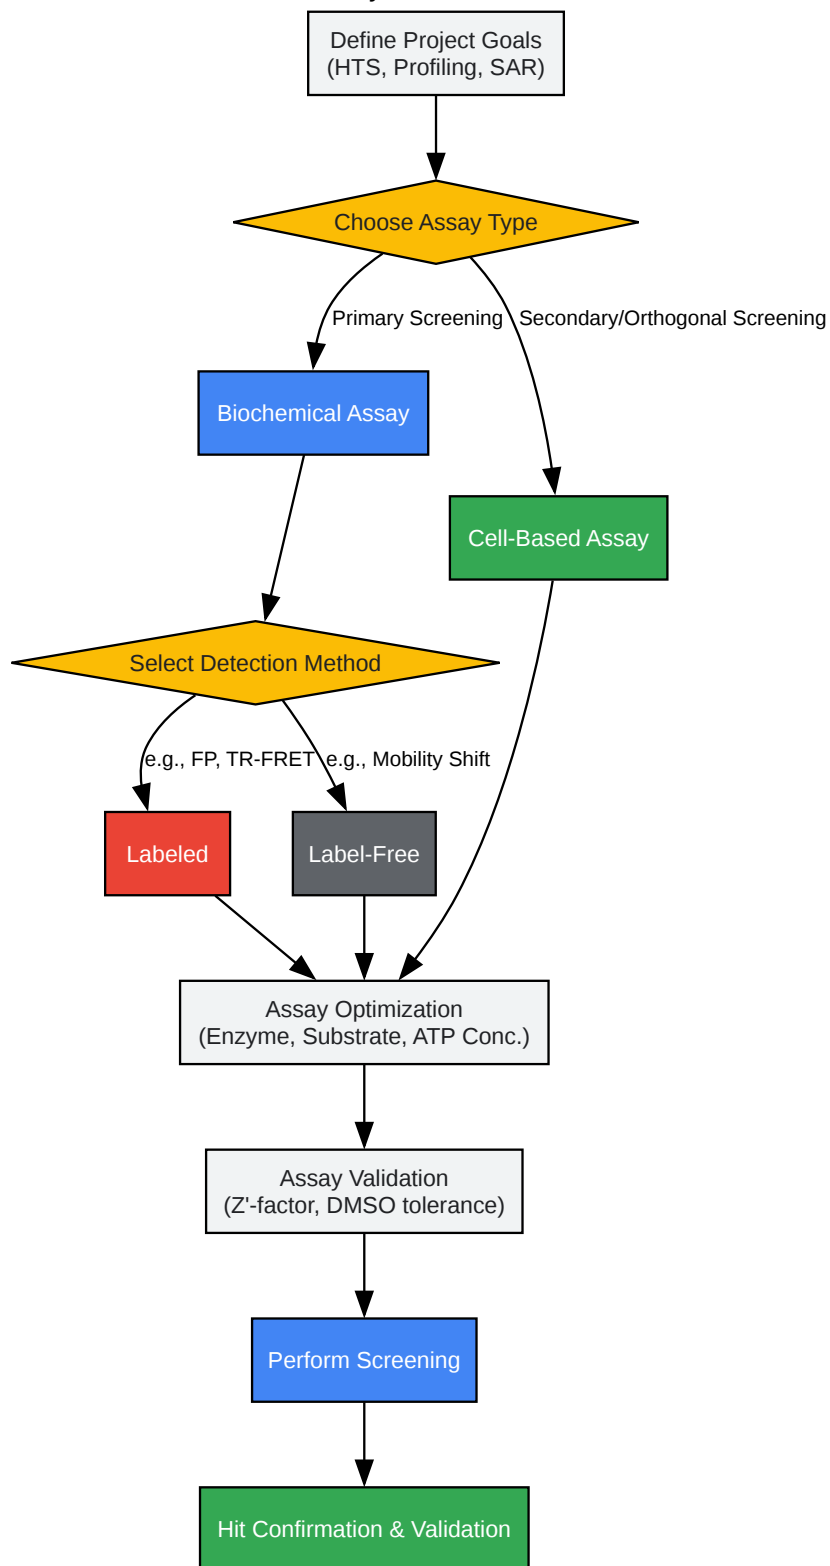 Define Project Goals
(HTS, Profiling, SAR)
Choose Assay Type
Primary Screening
Secondary/Orthogonal Screening
Biochemical Assay
Cell-Based Assay
Select Detection Method
e.g., FP, TR-FRET
e.g., Mobility Shift
Labeled
Label-Free
Assay Optimization
(Enzyme, Substrate, ATP Conc.)
Assay Validation
(Z'-factor, DMSO tolerance)
Perform Screening
Hit Confirmation & Validation